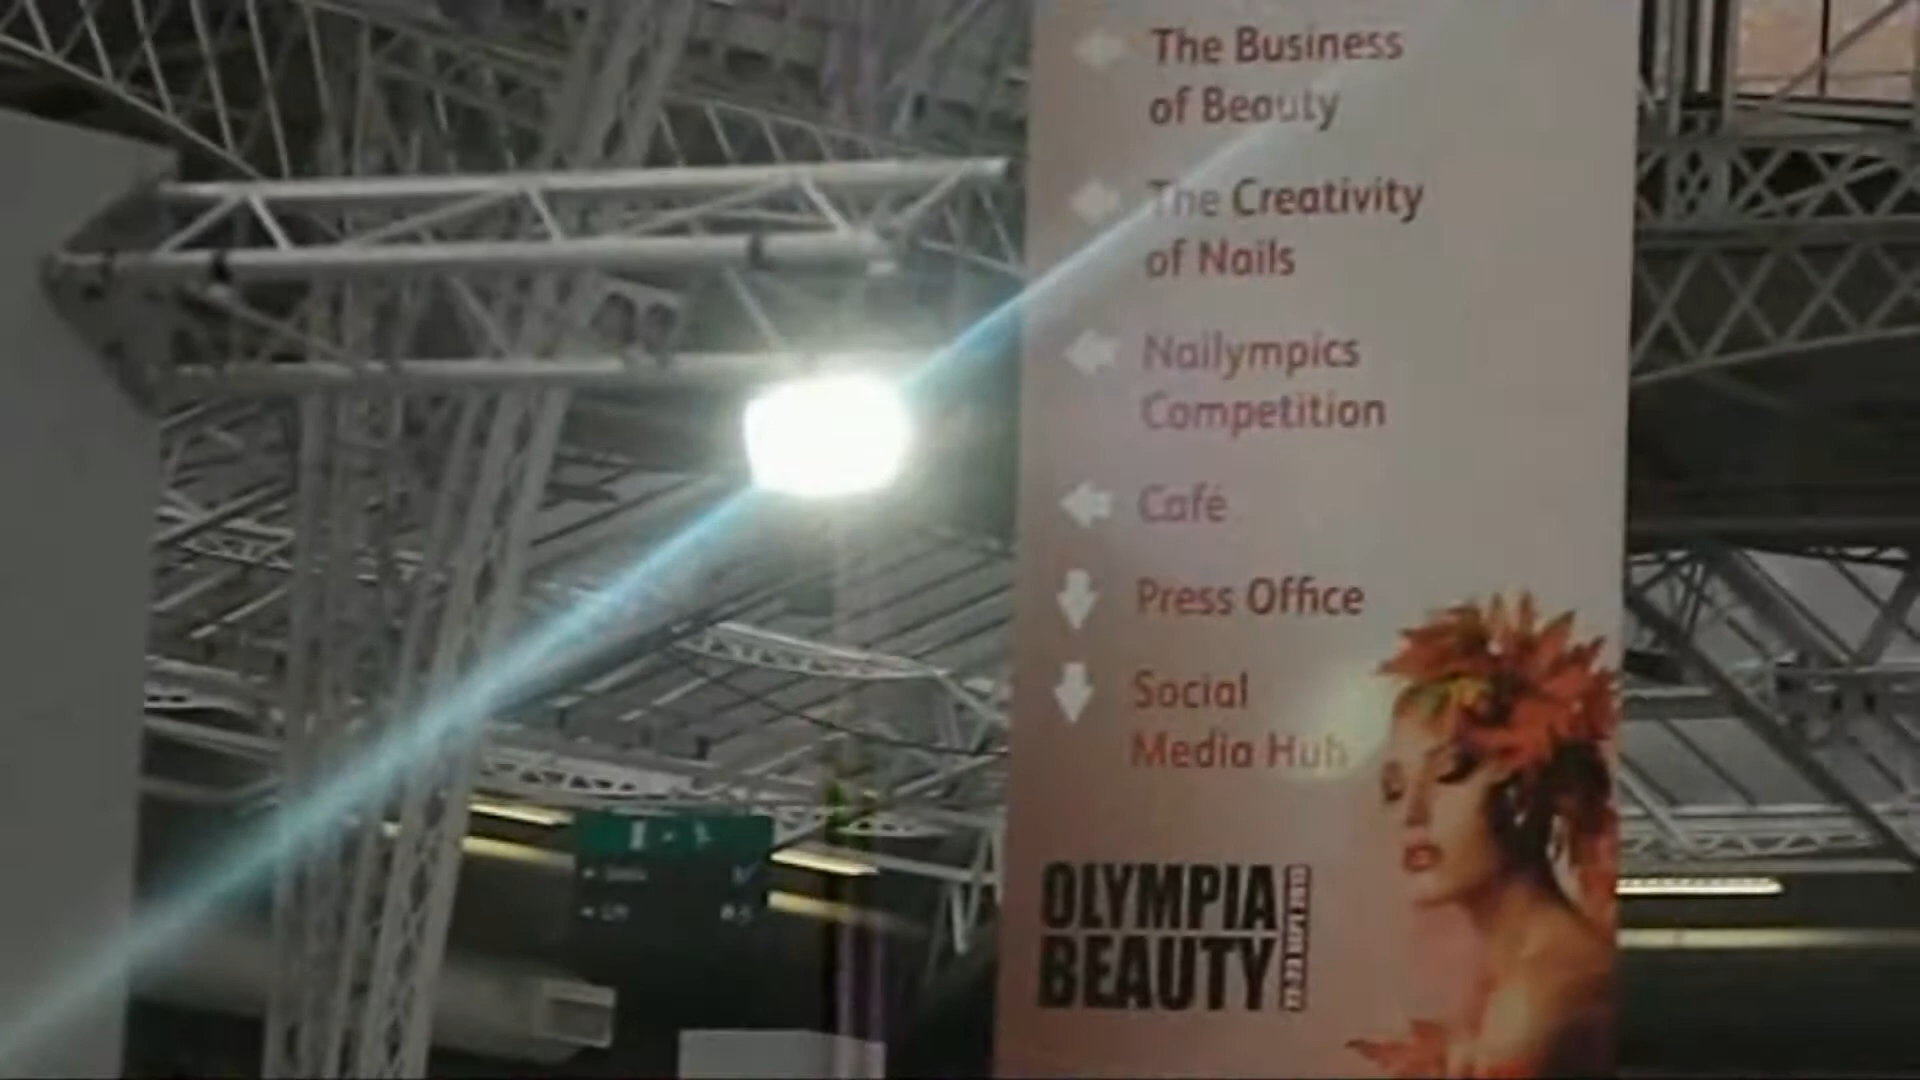 The Business
of Beauty
The Creativity
of Nails
Nailympics
Competition
Café
Press Office
Social
Media Hub
OLYMPIA
BEAUTY